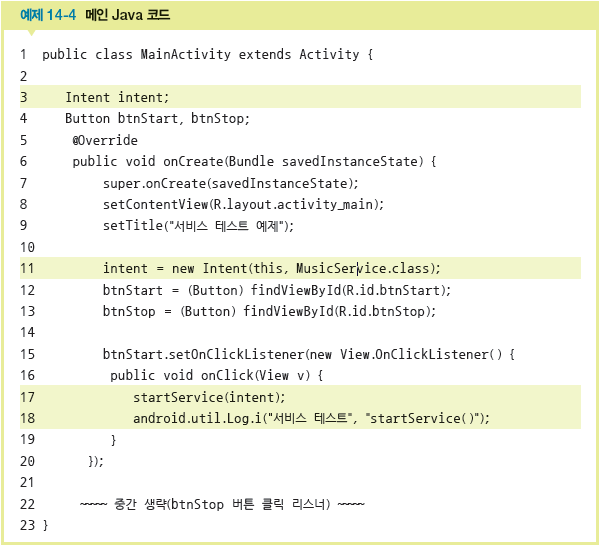 예제 14-4 메인 Java 코드
1 public class MainActivity extends Activity {
2
3 Intent intent;
4 Button btnStart, btnStop;
5 @Override
6 public void onCreate(Bundle savedInstanceState) {
7 super.onCreate(savedInstanceState);
8 setContentView(R.layout.activity_main);
9 setTitle("서비스 테스트 예제");
10
11 intent = new Intent(this, MusicService.class);
12 btnStart = (Button) findViewById(R.id.btnStart);
13 btnStop = (Button) findViewById(R.id.btnStop);
14
15 btnStart.setOnClickListener(new View.OnClickListener() {
16 public void onClick(View v) {
17 startService(intent);
18 android.util.Log.i("서비스 테스트", "startService()");
19 }
20 });
21
22 ~~~~~ 중간 생략(btnStop 버튼 클릭 리스너) ~~~~~
23 }